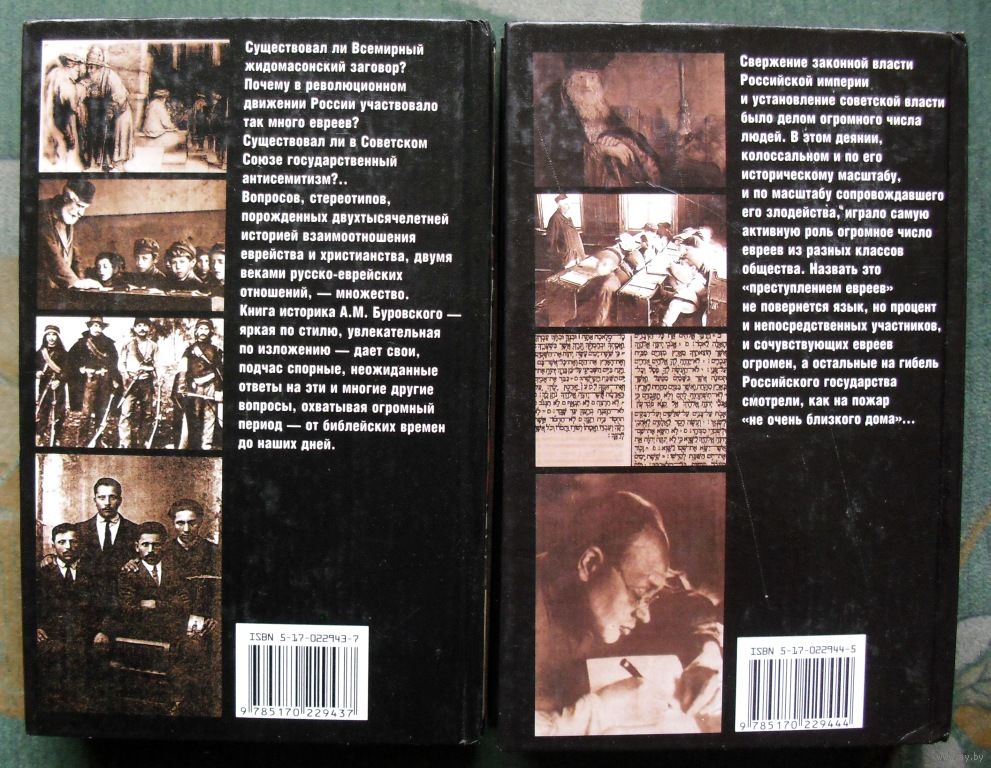 Существовал ли Всемирный
жидомасонский заговор?
Почему в революционном
движении России участвовало
так много евреев?
Существовал ли в Советском
Союзе государственный
антисемитизм?..
Вопросов, стереотипов,
порожденных двухтысячелетней
историей взаимоотношения
еврейства и христианства, двумя
веками русско-еврейских
отношений, — множество.
Книга историка А.М. Буровского —
яркая по стилю, увлекательная
по изложению — дает свои,
подчас спорные, неожиданные
ответы на эти и многие другие
вопросы, охватывая огромный
период — от библейских времен
до наших дней.
ISBN 5-17-022943-7
9 785170 229437
Свержение законной власти
Российской империи
и установление советской власти
было делом огромного числа
людей. В этом деянии,
колоссальном и по его
историческому масштабу,
и по масштабу сопровождавшего
его злодейства, играло самую
активную роль огромное число
евреев из разных классов
общества. Назвать это
«преступлением евреев»
не повернется язык, но процент
и непосредственных участников,
и сочувствующих евреев
огромен, а остальные на гибель
Российского государства
смотрели, как на пожар
«не очень близкого дома»...
ISBN 5-17-022944-5
9 785170 229444